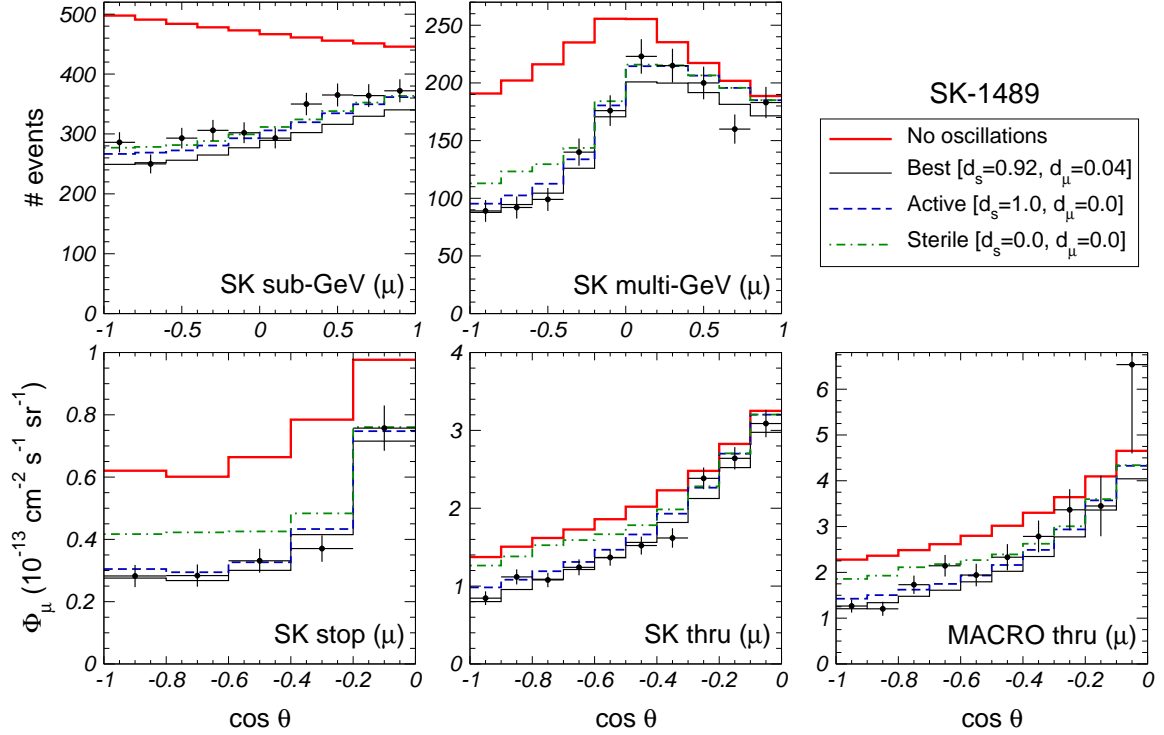 500
400
300
200
100
0
# events
-1 -0.5 0 0.5 1
SK sub-GeV (μ)
250
200
150
100
50
0
-1 -0.5 0 0.5 1
SK multi-GeV (μ)
SK-1489
No oscillations
Best [d_s=0.92, d_μ=0.04]
Active [d_s=1.0, d_μ=0.0]
Sterile [d_s=0.0, d_μ=0.0]
1
0.8
0.6
0.4
0.2
0
Φ_μ (10^-13 cm^-2 s^-1 sr^-1)
-1 -0.8 -0.6 -0.4 -0.2 0
SK stop (μ)
cos θ
4
3
2
1
0
-1 -0.8 -0.6 -0.4 -0.2 0
SK thru (μ)
cos θ
6
5
4
3
2
1
0
-1 -0.8 -0.6 -0.4 -0.2 0
MACRO thru (μ)
cos θ